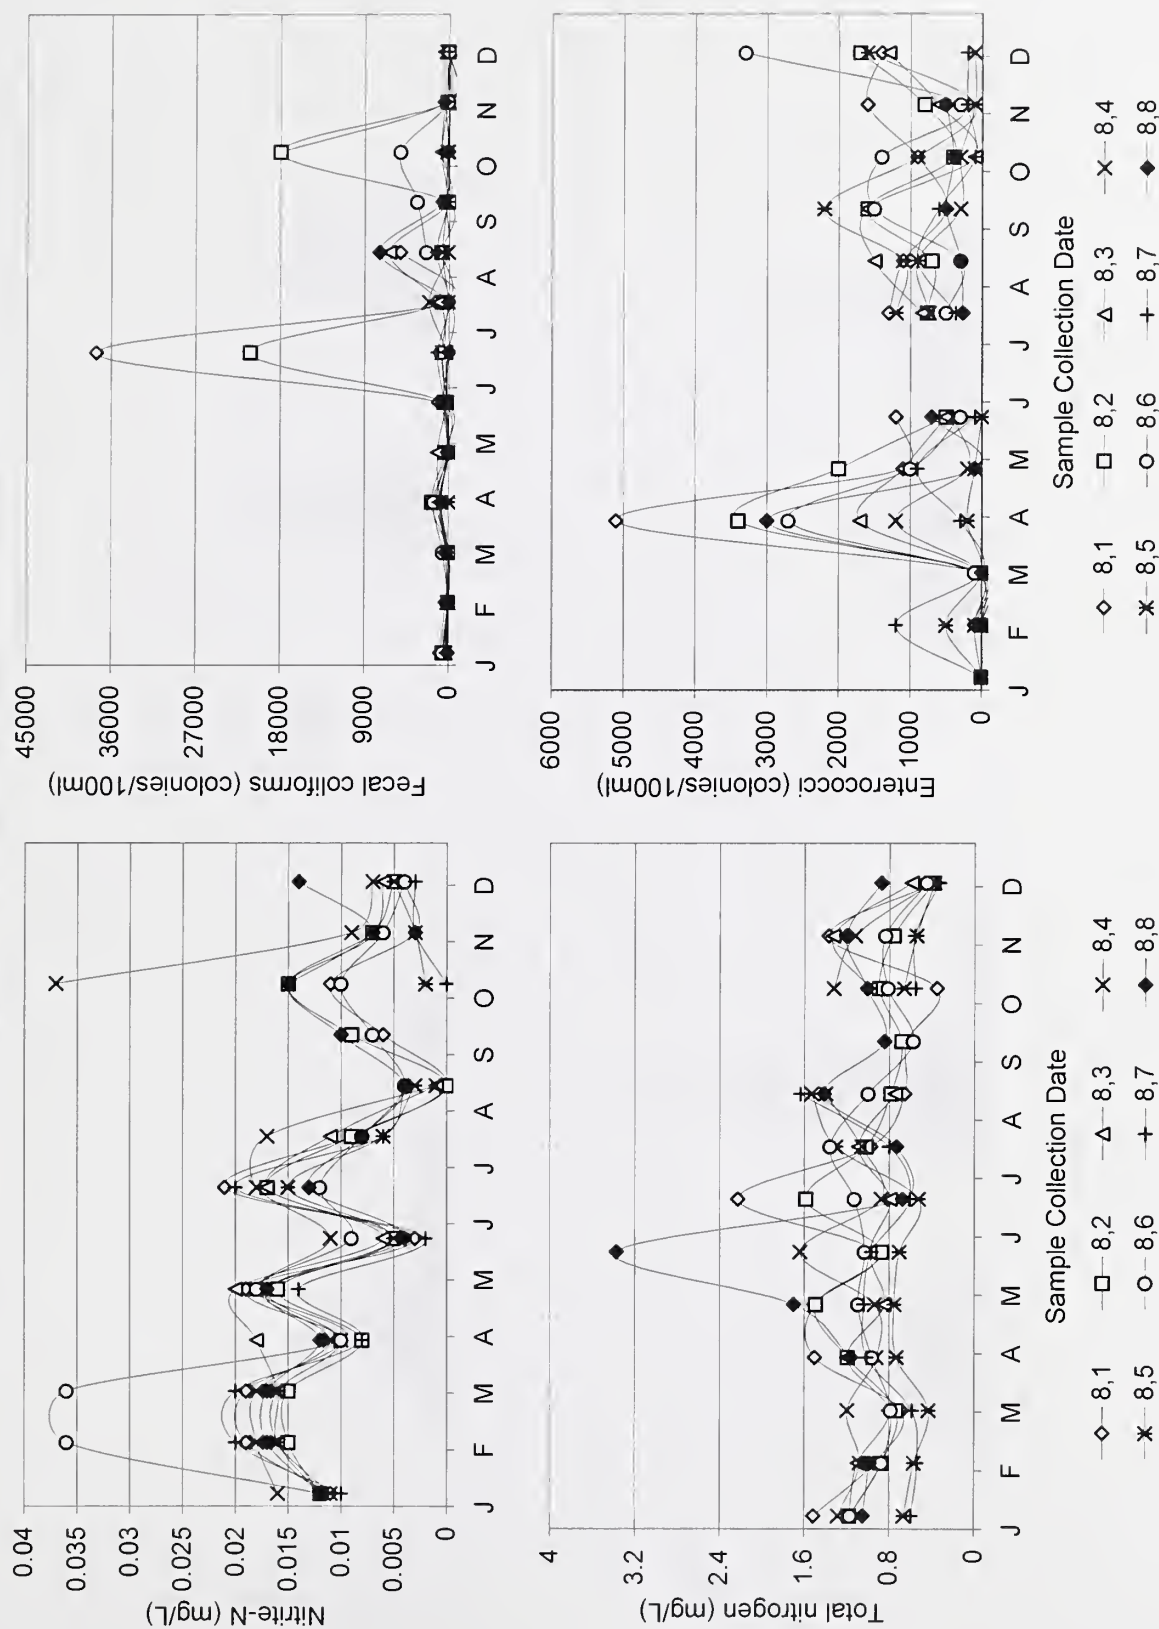 Nitrite-N (mg/L)
0.04
0.035
0.03
0.025
0.02
0.015
0.01
0.005
0
J F M A M J J A S O N D
Fecal coliforms (colonies/100ml)
45000
36000
27000
18000
9000
0
J F M A M J J A S O N D
Total nitrogen (mg/L)
4
3.2
2.4
1.6
0.8
0
J F M A M J J A S O N D
Sample Collection Date
8,1 8,2 8,3 8,4
8,5 8,6 8,7 8,8
Enterococci (colonies/100ml)
6000
5000
4000
3000
2000
1000
0
J F M A M J J A S O N D
Sample Collection Date
8,1 8,2 8,3 8,4
8,5 8,6 8,7 8,8